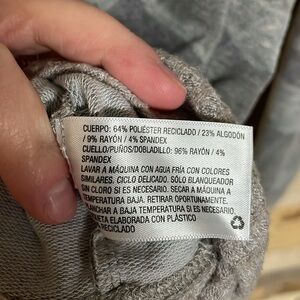 CUERPO: 64% POLIÉSTER RECICLADO / 23% ALGODÓN
/ 9% RAYÓN / 4% SPANDEX
CUELLO/PUÑOS/DOBLADILLO: 96% RAYÓN / 4%
SPANDEX
LAVAR A MÁQUINA CON AGUA FRÍA CON COLORES
SIMILARES. CICLO DELICADO. SÓLO BLANQUEADOR
SIN CLORO SI ES NECESARIO. SECAR A MÁQUINA A
TEMPERATURA BAJA. RETIRAR OPORTUNAMENTE.
PLANCHAR A BAJA TEMPERATURA SI ES NECESARIO.
ELABORADA CON PLÁSTICO
RECICLADO